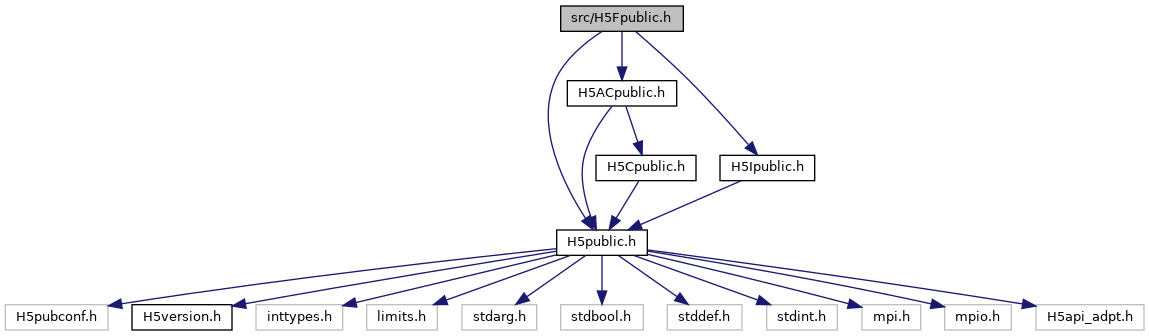 src/H5Fpublic.h
H5ACpublic.h
H5Cpublic.h
H5Ipublic.h
H5public.h
H5pubconf.h
H5version.h
inttypes.h
limits.h
stdarg.h
stdbool.h
stddef.h
stdint.h
mpi.h
mpio.h
H5api_adpt.h